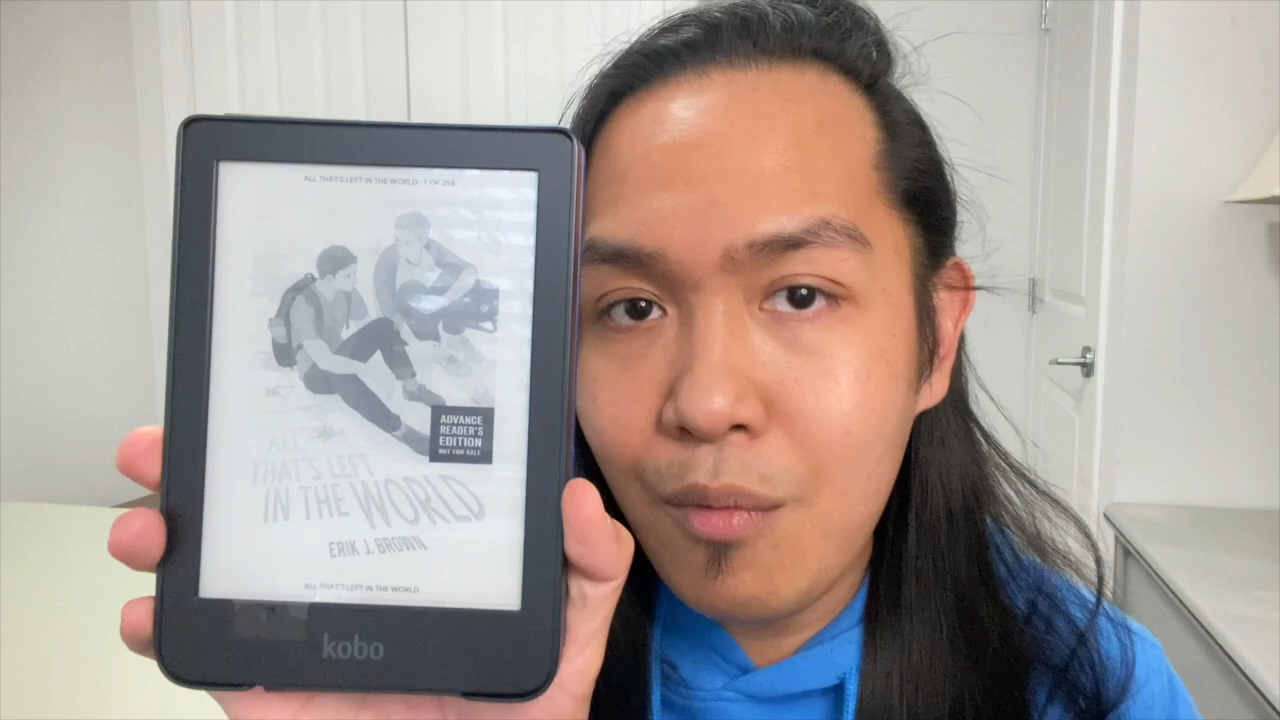 ALL THAT'S LEFT IN THE WORLD - 1 OF 254
ADVANCE
READER'S
EDITION
NOT FOR SALE
ALL
THAT'S LEFT
IN THE WORLD
ERIK J. BROWN
ALL THAT'S LEFT IN THE WORLD
kobo